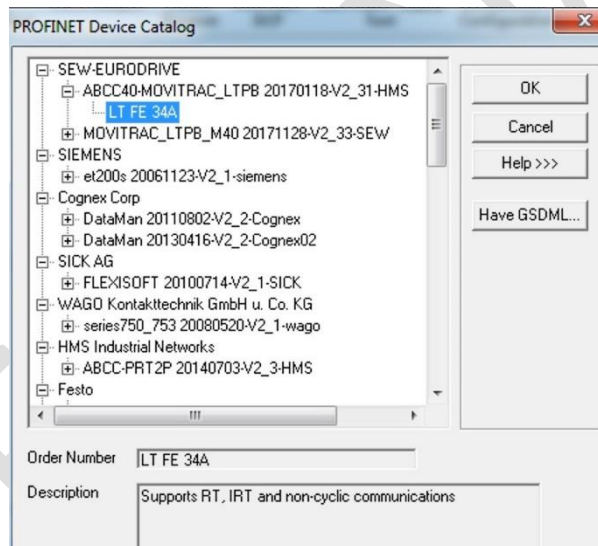 PROFINET Device Catalog
SEW-EURODRIVE
ABCC40-MOVITRAC_LTPB 20170118-V2_31-HMS
LT FE 34A
MOVITRAC_LTPB_M40 20171128-V2_33-SEW
SIEMENS
et200s 20061123-V2_1-siemens
Cognex Corp
DataMan 20110802-V2_2-Cognex
DataMan 20130416-V2_2-Cognex02
SICK AG
FLEXISOFT 20100714-V2_1-SICK
WAGO Kontakttechnik GmbH u. Co. KG
series750_753 20080520-V2_1-wago
HMS Industrial Networks
ABCC-PRT2P 20140703-V2_3-HMS
Festo
OK
Cancel
Help >>>
Have GSDML...
Order Number LT FE 34A
Description Supports RT, IRT and non-cyclic communications